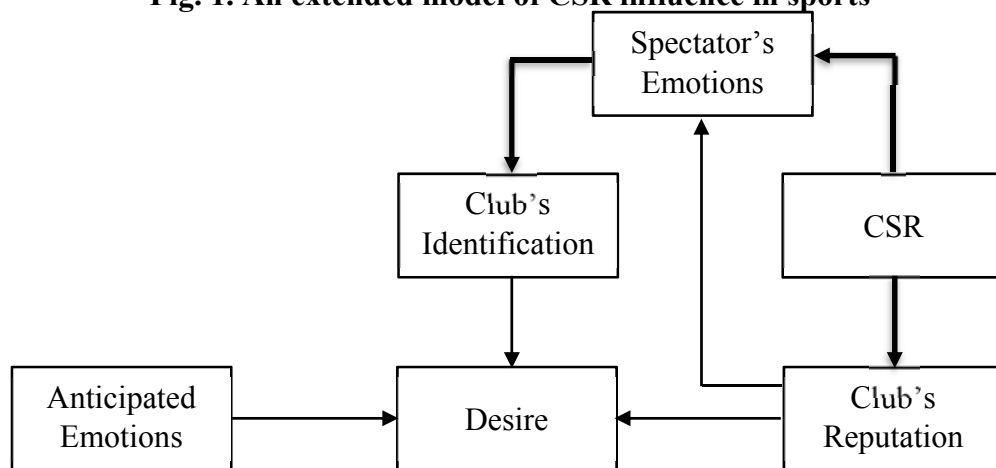 Fig. 1. An extended model of CSR influence in sports
Spectator’s
Emotions
Club’s
Identification
CSR
Anticipated
Emotions
Desire
Club’s
Reputation